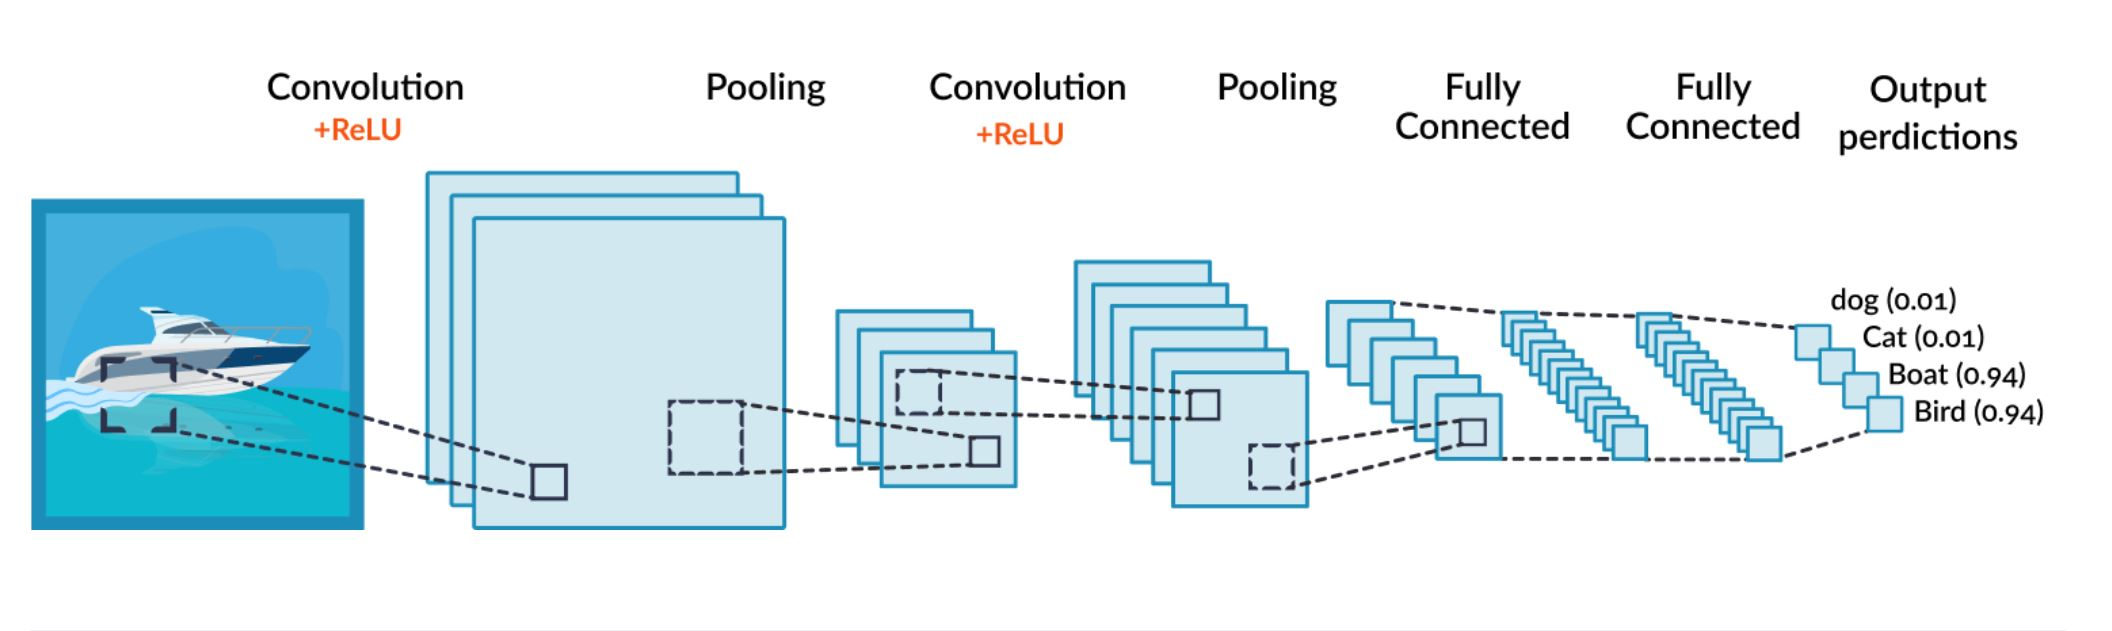 Convolution
+ReLU
Pooling
Convolution
+ReLU
Pooling
Fully
Connected
Fully
Connected
Output
perdictions
dog (0.01)
Cat (0.01)
Boat (0.94)
Bird (0.94)